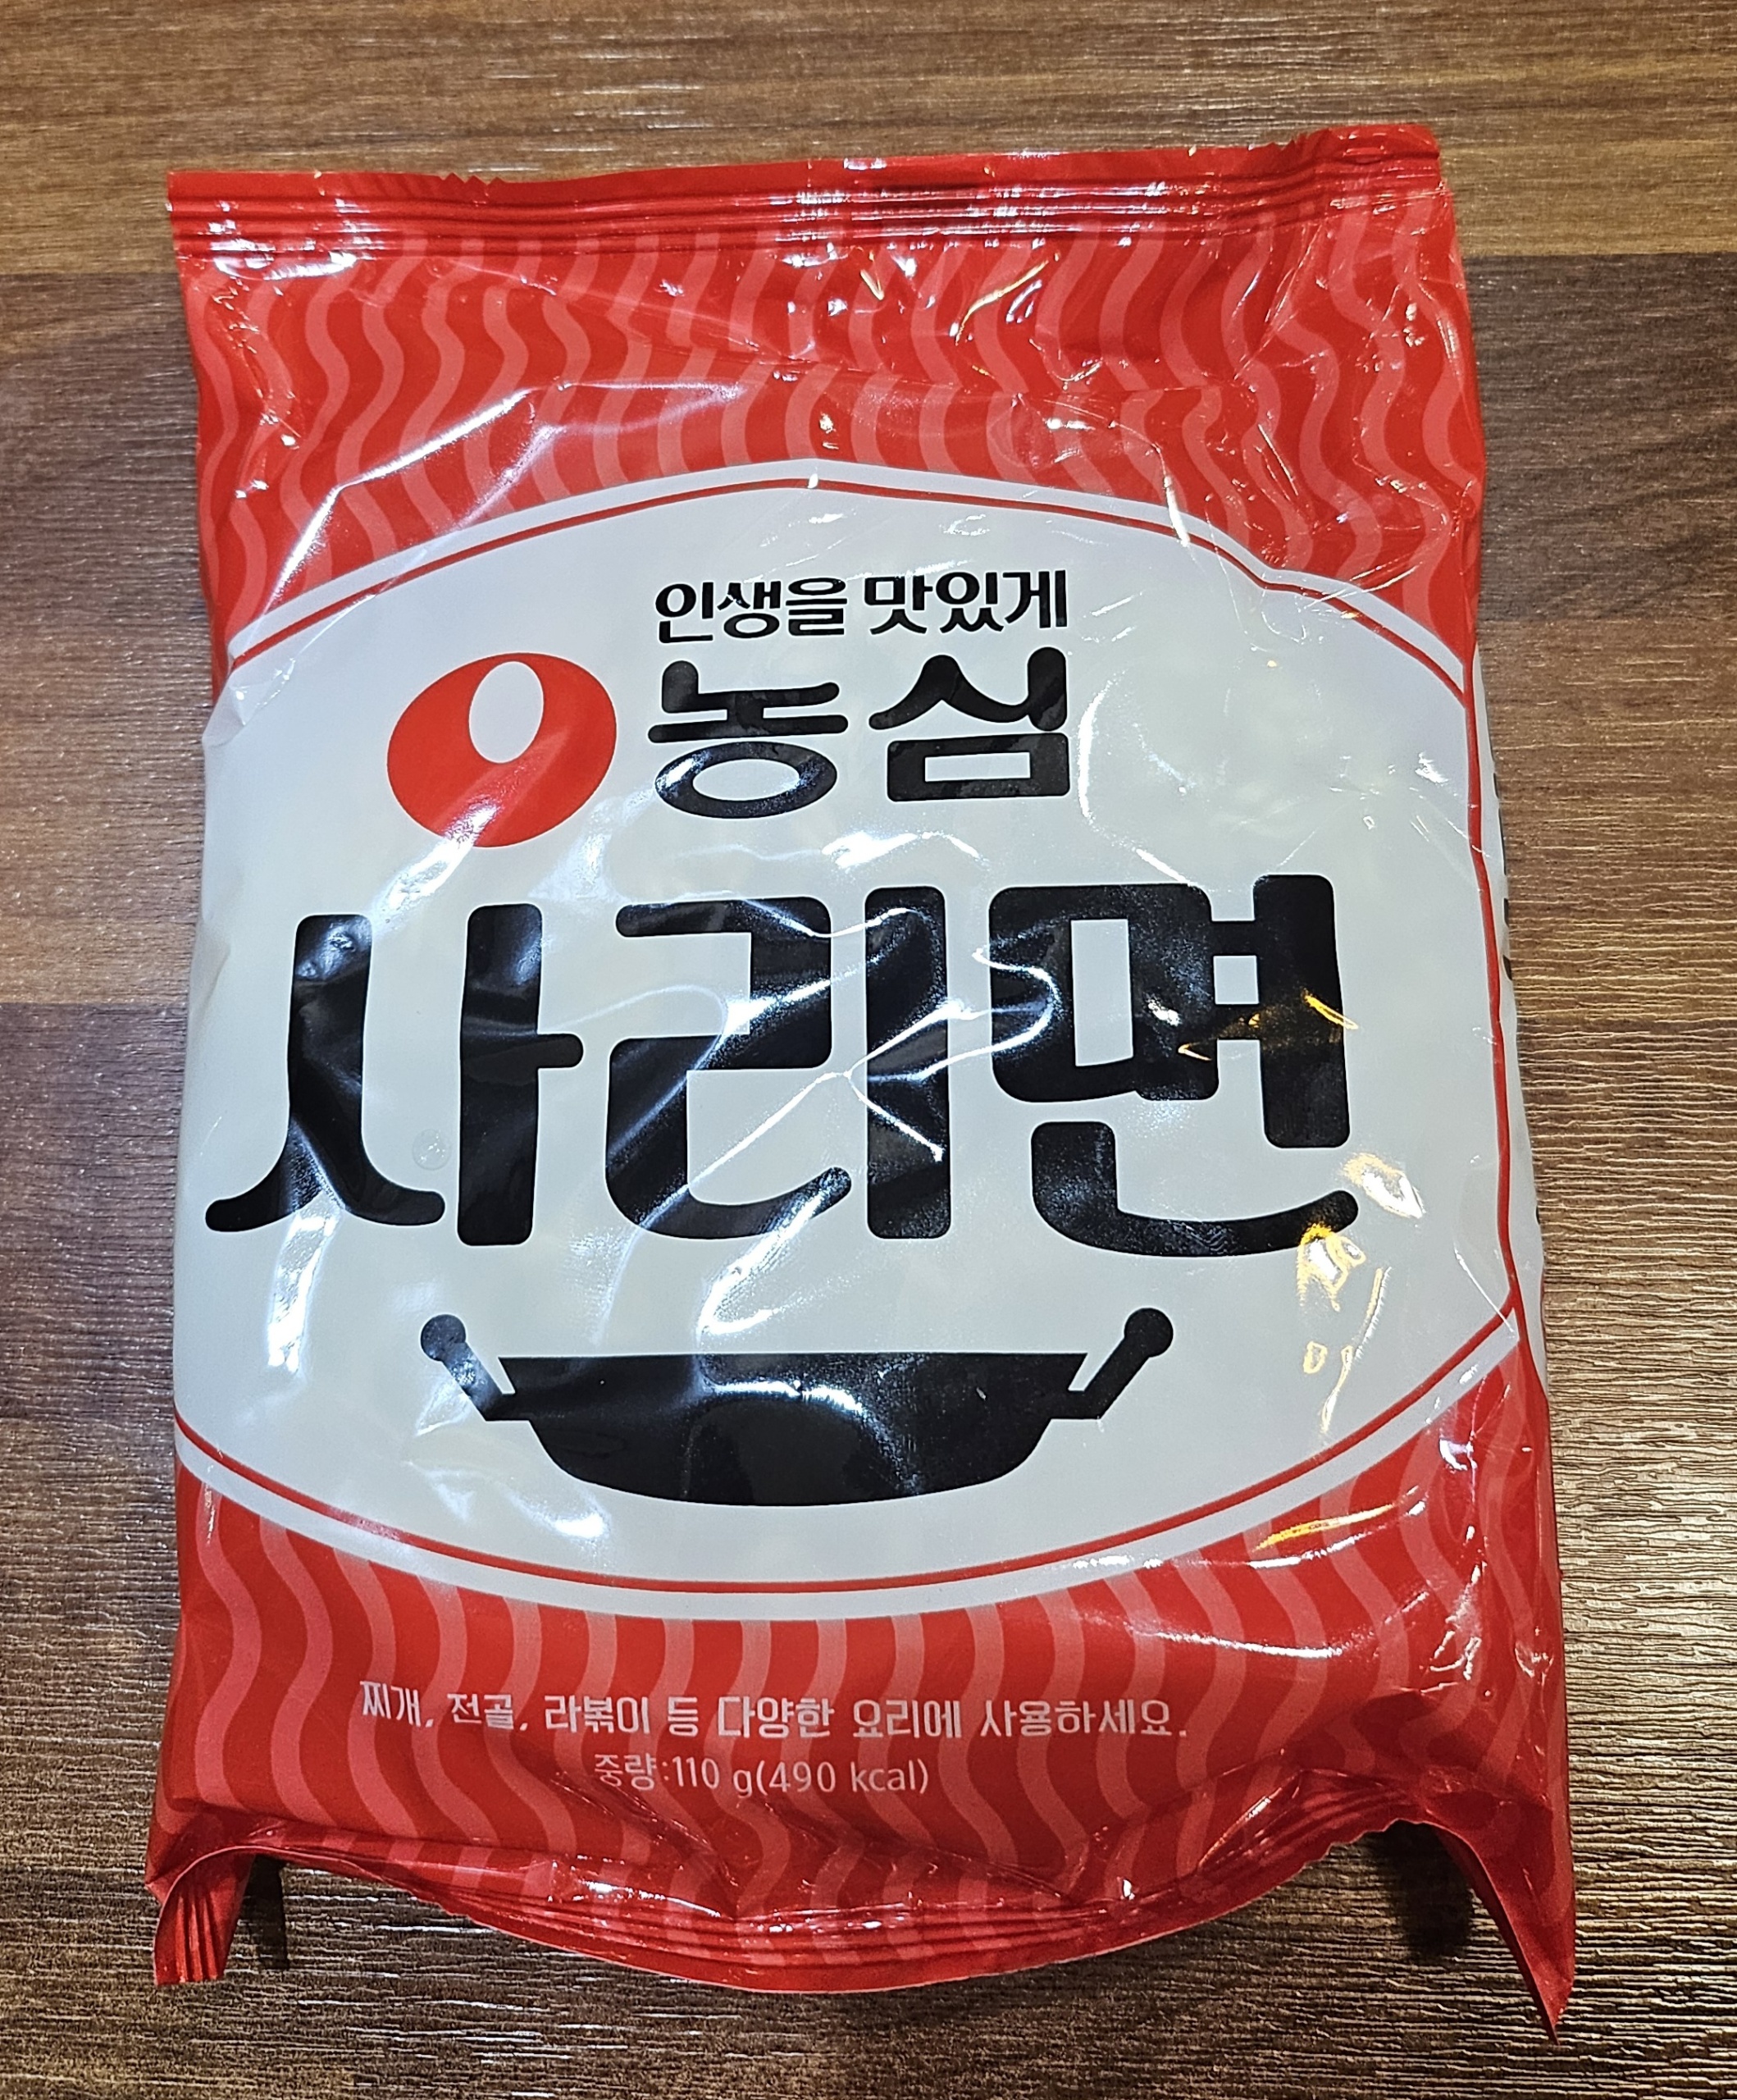 인생을 맛있게
농심
사리면
찌개, 전골, 라볶이 등 다양한 요리에 사용하세요.
중량:110 g(490 kcal)